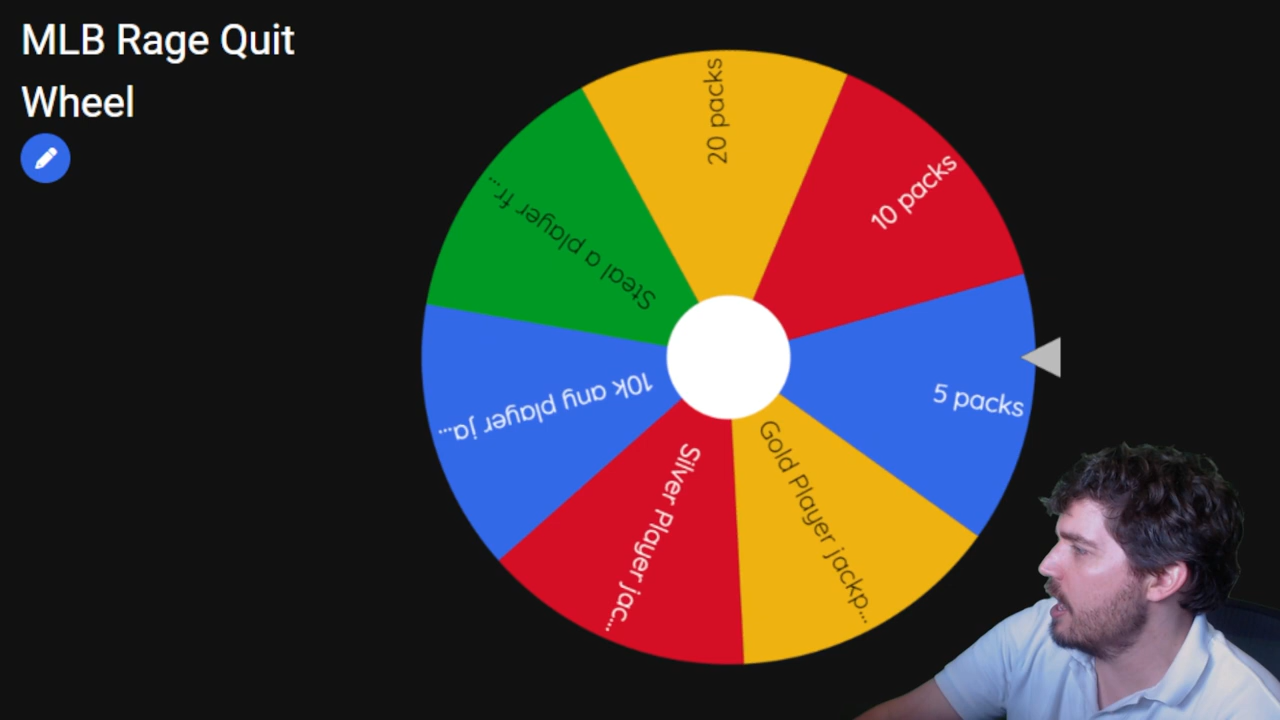 MLB Rage Quit
Wheel
20 packs
10 packs
5 packs
Gold Player jackp...
Silver Player jac...
10k any player ja...
Steal a player fr...